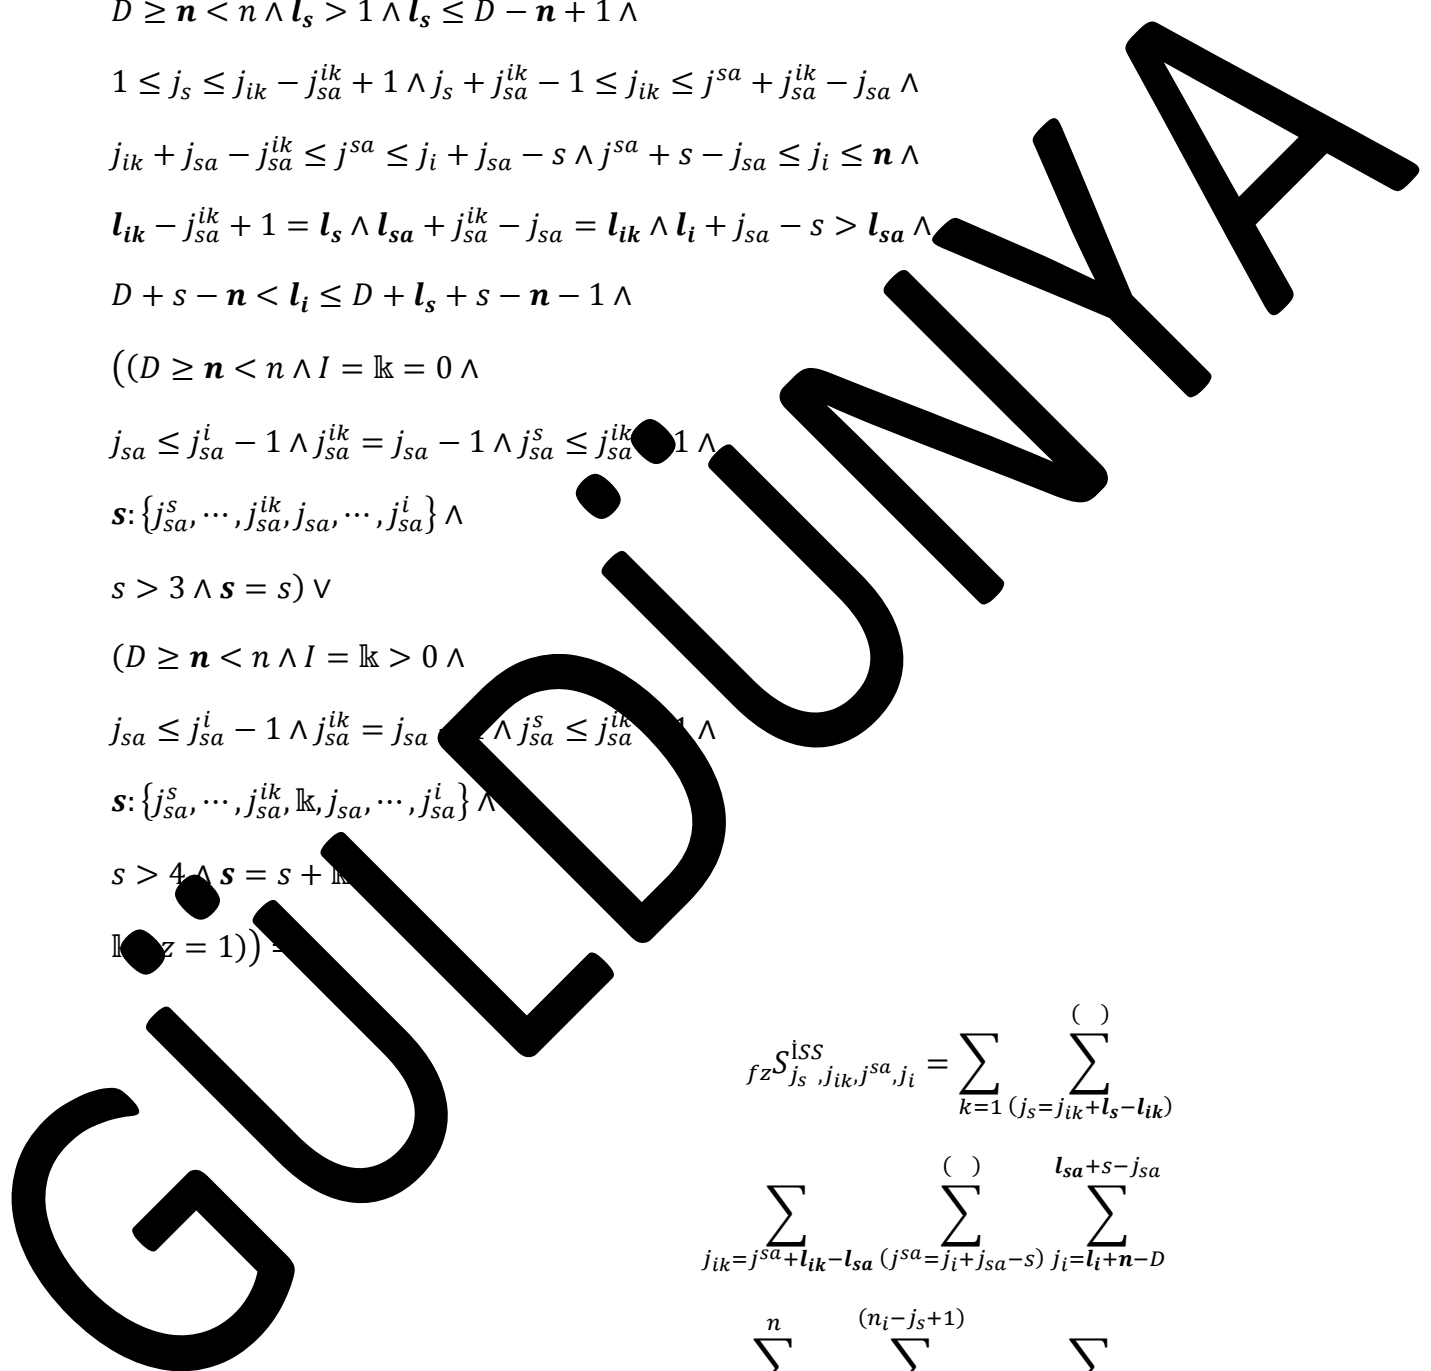 D ≥ n < n ∧ l_s > 1 ∧ l_s ≤ D − n + 1 ∧
1 ≤ j_s ≤ j_{ik} − j_{sa}^{ik} + 1 ∧ j_s + j_{sa}^{ik} − 1 ≤ j_{ik} ≤ j^{sa} + j_{sa}^{ik} − j_{sa} ∧
j_{ik} + j_{sa} − j_{sa}^{ik} ≤ j^{sa} ≤ j_i + j_{sa} − s ∧ j^{sa} + s − j_{sa} ≤ j_i ≤ n ∧
l_{ik} − j_{sa}^{ik} + 1 = l_s ∧ l_{sa} + j_{sa}^{ik} − j_{sa} = l_{ik} ∧ l_i + j_{sa} − s > l_{sa} ∧
D + s − n < l_i ≤ D + l_s + s − n − 1 ∧
((D ≥ n < n ∧ I = 𝕜 = 0 ∧
j_{sa} ≤ j_{sa}^i − 1 ∧ j_{sa}^{ik} = j_{sa} − 1 ∧ j_{sa}^s ≤ j_{sa}^{ik} 1 ∧
s: {j_{sa}^s, ⋯ , j_{sa}^{ik}, j_{sa}, ⋯ , j_{sa}^i} ∧
s > 3 ∧ s = s) ∨
(D ≥ n < n ∧ I = 𝕜 > 0 ∧
j_{sa} ≤ j_{sa}^i − 1 ∧ j_{sa}^{ik} = j_{sa} ∧ j_{sa}^s ≤ j_{sa}^{ik} ∧
s: {j_{sa}^s, ⋯ , j_{sa}^{ik}, 𝕜, j_{sa}, ⋯ , j_{sa}^i} ∧
s > 4 ∧ s = s + 𝕜
z = 1))
_{fz}S^{İSS}_{j_s ,j_{ik},j^{sa},j_i} = ∑_{k=1} ∑_{(j_s=j_{ik}+l_s−l_{ik})}^{( )}
∑_{j_{ik}=j^{sa}+l_{ik}−l_{sa}} ∑_{(j^{sa}=j_i+j_{sa}−s)}^{( )} ∑_{j_i=l_i+n−D}^{l_{sa}+s−j_{sa}}
∑^{n} ∑^{(n_i−j_s+1)} ∑
GÜLDÜNYA